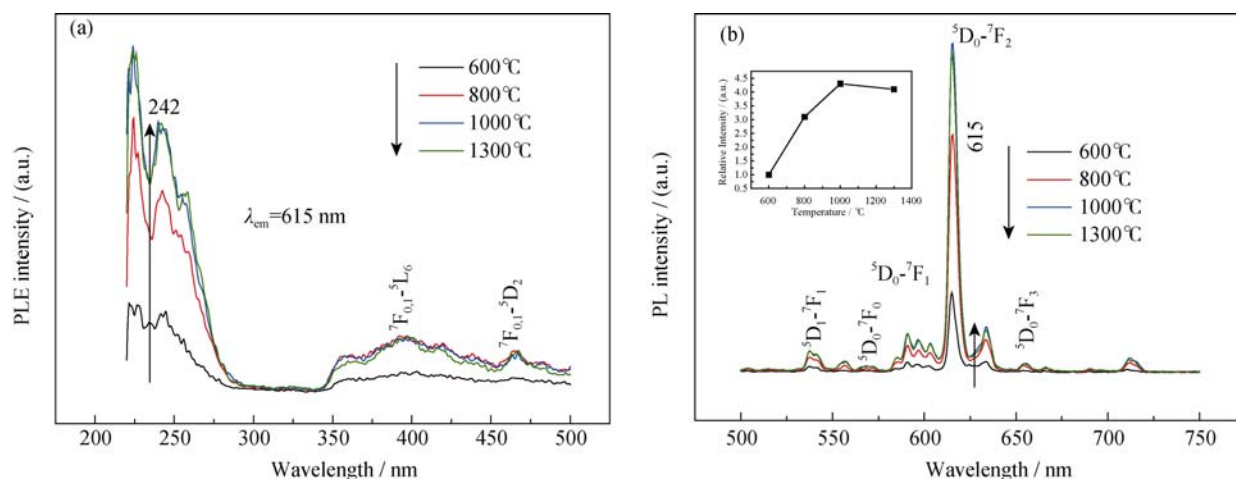 (a)
242
600℃
800℃
1000℃
1300℃
λem=615 nm
⁷F₀,₁-⁵L₆
⁷F₀,₁-⁵D₂
PLE intensity / (a.u.)
200 250 300 350 400 450 500
Wavelength / nm
(b)
⁵D₀-⁷F₂
4.5
4.0
3.5
3.0
2.5
2.0
1.5
1.0
0.5
Relative Intensity / (a.u.)
600 800 1000 1200 1400
Temperature / ℃
615
600℃
800℃
1000℃
1300℃
⁵D₀-⁷F₁
⁵D₁-⁷F₁
⁵D₀-⁷F₀
⁵D₀-⁷F₃
PL intensity / (a.u.)
500 550 600 650 700 750
Wavelength / nm